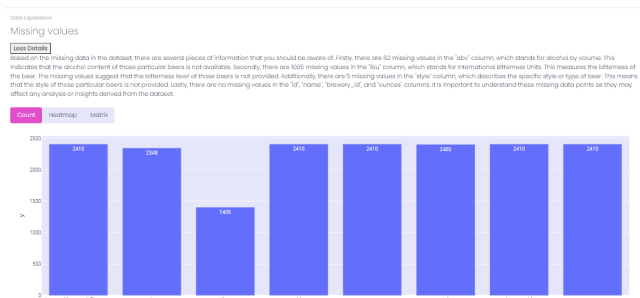 Data Exploration
Missing values
Less Details
Based on the missing data in the dataset, there are several pieces of information that you should be aware of. Firstly, there are 62 missing values in the "abv" column, which stands for alcohol by volume. This
indicates that the alcohol content of those particular beers is not available. Secondly, there are 1005 missing values in the "ibu" column, which stands for International Bitterness Units. This measures the bitterness of
the beer. The missing values suggest that the bitterness level of those beers is not provided. Additionally, there are 5 missing values in the "style" column, which describes the specific style or type of beer. This means
that the style of those particular beers is not provided. Lastly, there are no missing values in the "id", "name", "brewery_id", and "ounces" columns. It is important to understand these missing data points as they may
affect any analysis or insights derived from the dataset.
Count Heatmap Matrix
2500
2410 2348 1405 2410 2410 2405 2410 2410
2000
1500
y
1000
500
0